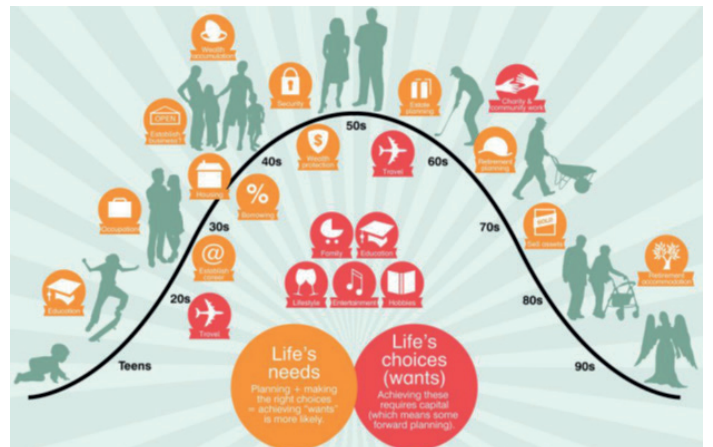 Wealth
accumulation
Security
Estate
planning
Charity &
community work
OPEN
Establish
business?
50s
40s
$
Wealth
protection
Travel
60s
Retirement
planning
Housing
%
Borrowing
Occupation
30s
70s
SOLD
Sell assets
Family
Education
@
Establish
career
Retirement
accommodation
Education
20s
Lifestyle
Entertainment
Hobbies
80s
Travel
Teens
90s
Life's
needs
Planning + making
the right choices
= achieving "wants"
is more likely.
Life's
choices
(wants)
Achieving these
requires capital
(which means some
forward planning).